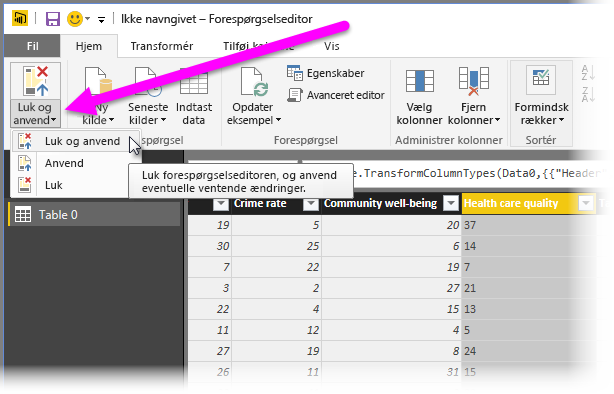 Ikke navngivet – Forespørgselseditor
Fil
Hjem
Transformér
Tilføj
Vis
Luk og
anvend
Ny
kilde
Seneste
kilder
Indtast
data
Opdater
eksempel
Egenskaber
Avanceret editor
Vælg
kolonner
Fjern
kolonner
Formindsk
rækker
Administrer kolonner
Sortér
Luk og anvend
Anvend
Luk
Luk forespørgselseditoren, og anvend
eventuelle ventende ændringer.
e.TransformColumnTypes(Data0,{{"Header"
Table 0
Crime rate
Community well-being
Health care quality
19 5 20 37
30 25 6 14
7 22 19 7
3 2 27 21
22 4 15 13
11 12 4 5
27 19 8 24
26 11 31 15